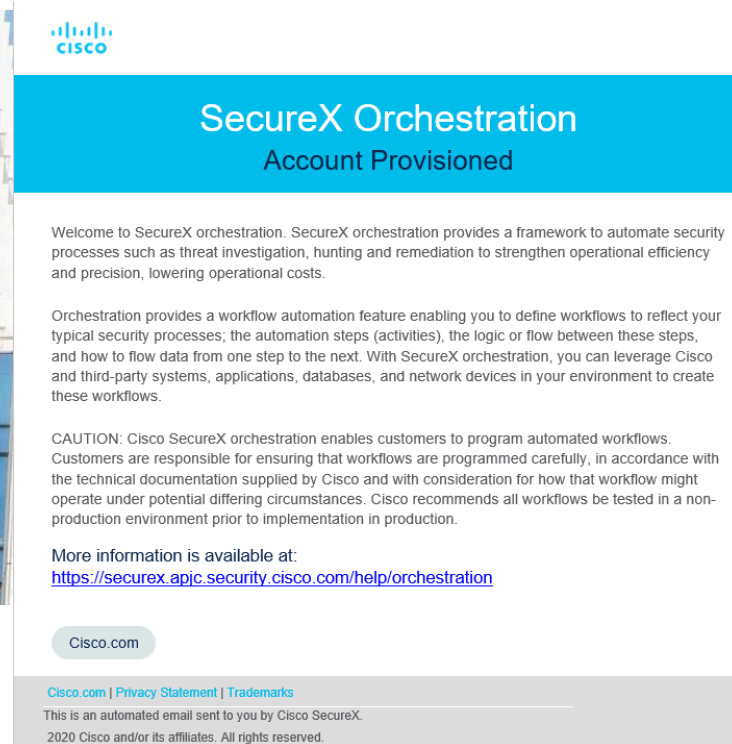 CISCO
SecureX Orchestration
Account Provisioned
Welcome to SecureX orchestration. SecureX orchestration provides a framework to automate security
processes such as threat investigation, hunting and remediation to strengthen operational efficiency
and precision, lowering operational costs.
Orchestration provides a workflow automation feature enabling you to define workflows to reflect your
typical security processes; the automation steps (activities), the logic or flow between these steps,
and how to flow data from one step to the next. With SecureX orchestration, you can leverage Cisco
and third-party systems, applications, databases, and network devices in your environment to create
these workflows.
CAUTION: Cisco SecureX orchestration enables customers to program automated workflows.
Customers are responsible for ensuring that workflows are programmed carefully, in accordance with
the technical documentation supplied by Cisco and with consideration for how that workflow might
operate under potential differing circumstances. Cisco recommends all workflows be tested in a non-
production environment prior to implementation in production.
More information is available at:
https://securex.apjc.security.cisco.com/help/orchestration
Cisco.com
Cisco.com | Privacy Statement | Trademarks
This is an automated email sent to you by Cisco SecureX.
2020 Cisco and/or its affiliates. All rights reserved.